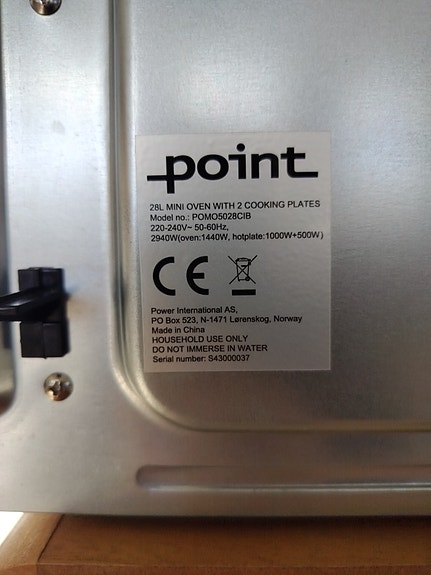 point
28L MINI OVEN WITH 2 COOKING PLATES
Model no.: POMO5028CIB
220-240V~ 50-60Hz,
2940W(oven:1440W, hotplate:1000W+500W)
CE
Power International AS,
PO Box 523, N-1471 Lørenskog, Norway
Made in China
HOUSEHOLD USE ONLY
DO NOT IMMERSE IN WATER
Serial number: S43000037